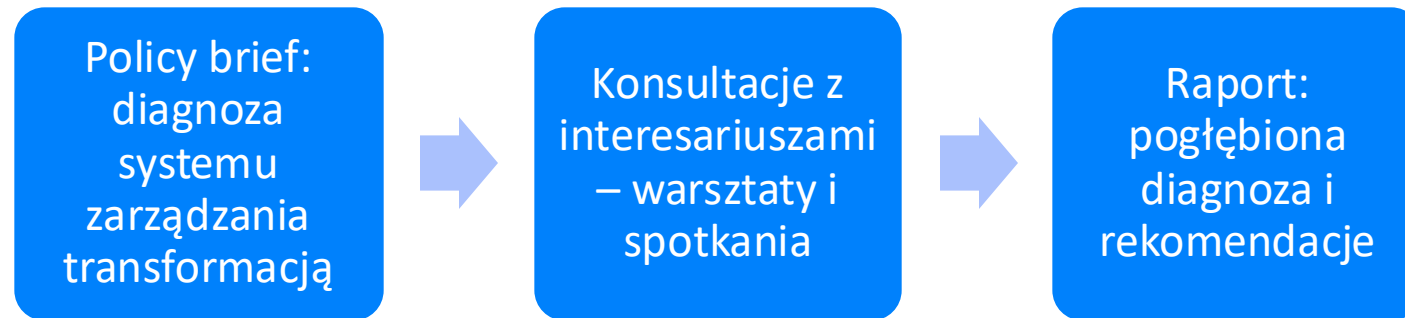 Policy brief:
diagnoza
systemu
zarządzania
transformacją
Konsultacje z
interesariuszami
– warsztaty i
spotkania
Raport:
pogłębiona
diagnoza i
rekomendacje